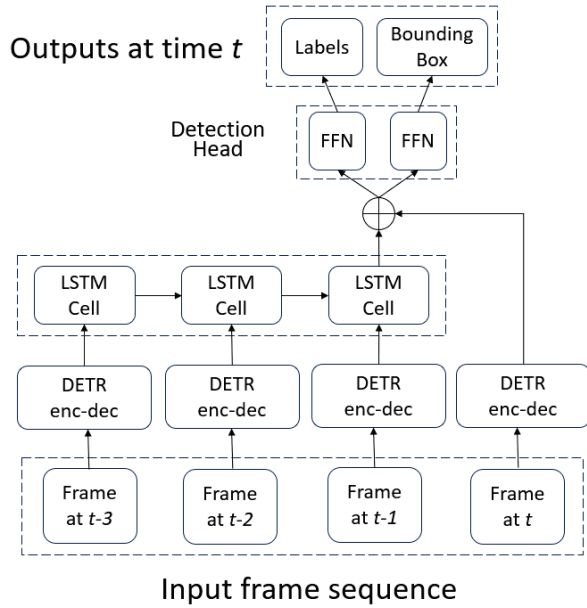 Outputs at time t
Labels
Bounding
Box
Detection
Head
FFN
FFN
LSTM
Cell
LSTM
Cell
LSTM
Cell
DETR
enc-dec
DETR
enc-dec
DETR
enc-dec
DETR
enc-dec
Frame
at t-3
Frame
at t-2
Frame
at t-1
Frame
at t
Input frame sequence